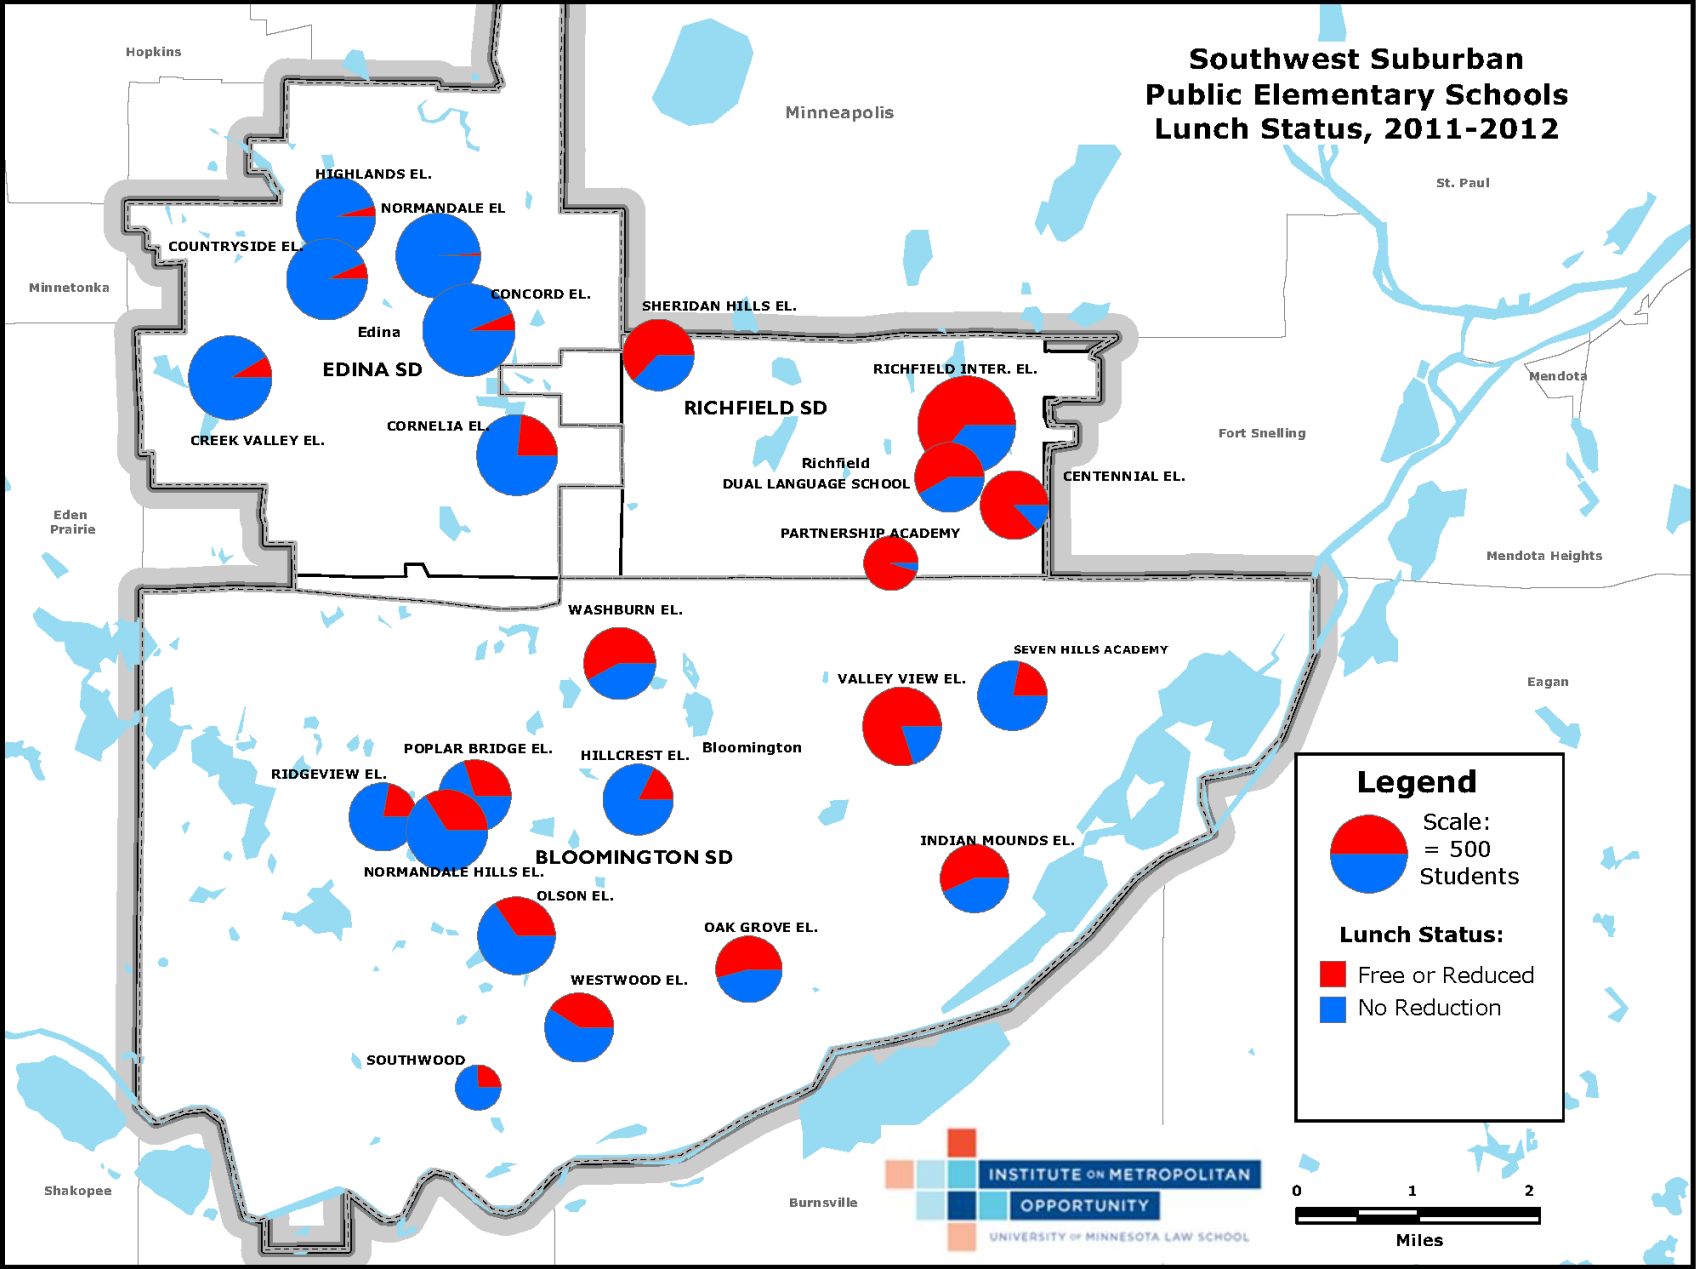 Southwest Suburban
Public Elementary Schools
Lunch Status, 2011-2012
Hopkins
Minneapolis
St. Paul
HIGHLANDS EL.
NORMANDALE EL
COUNTRYSIDE EL.
Minnetonka
CONCORD EL.
SHERIDAN HILLS EL.
Edina
EDINA SD
RICHFIELD INTER. EL.
Mendota
RICHFIELD SD
CORNELIA EL.
CREEK VALLEY EL.
Fort Snelling
Richfield
DUAL LANGUAGE SCHOOL
CENTENNIAL EL.
Eden
Prairie
PARTNERSHIP ACADEMY
Mendota Heights
WASHBURN EL.
SEVEN HILLS ACADEMY
VALLEY VIEW EL.
Eagan
POPLAR BRIDGE EL.
HILLCREST EL.
Bloomington
RIDGEVIEW EL.
INDIAN MOUNDS EL.
BLOOMINGTON SD
NORMANDALE HILLS EL.
OLSON EL.
OAK GROVE EL.
WESTWOOD EL.
SOUTHWOOD
Shakopee
Burnsville
Legend
Scale:
= 500
Students
Lunch Status:
Free or Reduced
No Reduction
INSTITUTE ON METROPOLITAN
OPPORTUNITY
UNIVERSITY OF MINNESOTA LAW SCHOOL
0 1 2
Miles